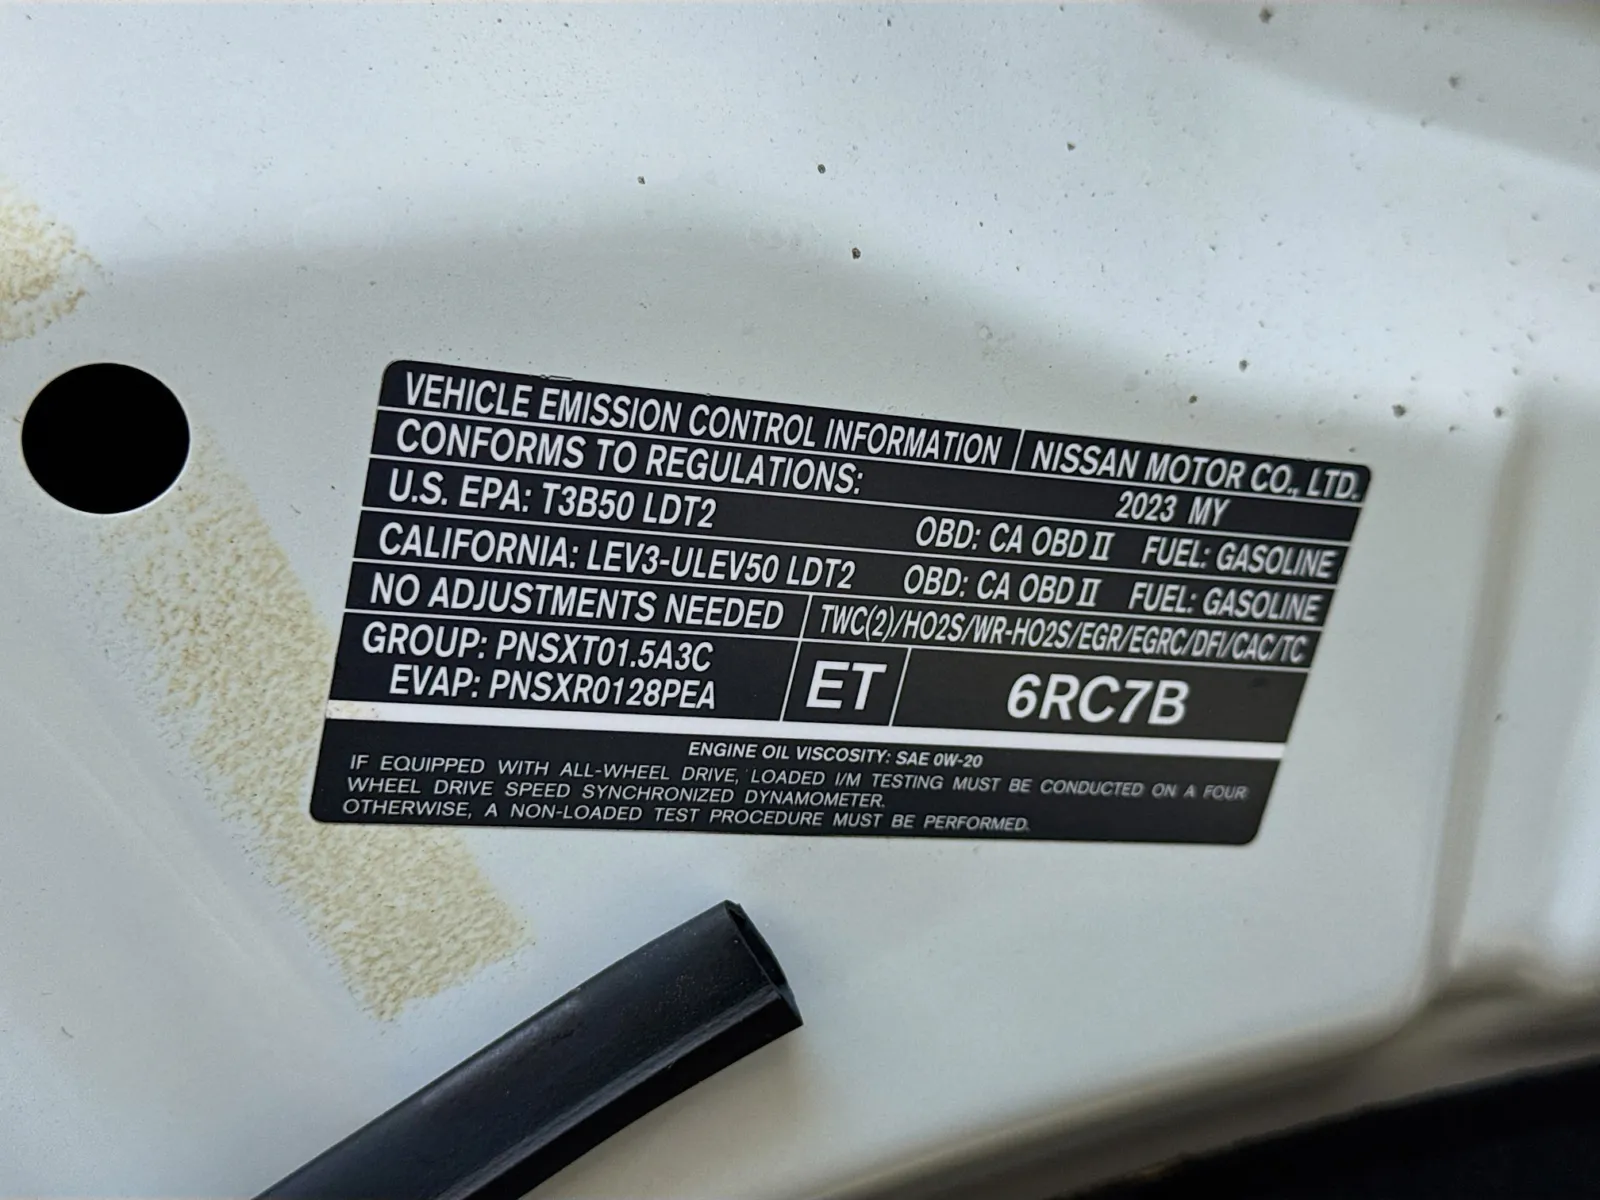 VEHICLE EMISSION CONTROL INFORMATION NISSAN MOTOR CO., LTD.
CONFORMS TO REGULATIONS: 2023 MY
U.S. EPA: T3B50 LDT2 OBD: CA OBD II FUEL: GASOLINE
CALIFORNIA: LEV3-ULEV50 LDT2 OBD: CA OBD II FUEL: GASOLINE
NO ADJUSTMENTS NEEDED TWC(2)/HO2S/WR-HO2S/EGR/EGRC/DFI/CAC/TC
GROUP: PNSXT01.5A3C
EVAP: PNSXR0128PEA
ET
6RC7B
ENGINE OIL VISCOSITY: SAE 0W-20
IF EQUIPPED WITH ALL-WHEEL DRIVE, LOADED I/M TESTING MUST BE CONDUCTED ON A FOUR
WHEEL DRIVE SPEED SYNCHRONIZED DYNAMOMETER.
OTHERWISE, A NON-LOADED TEST PROCEDURE MUST BE PERFORMED.